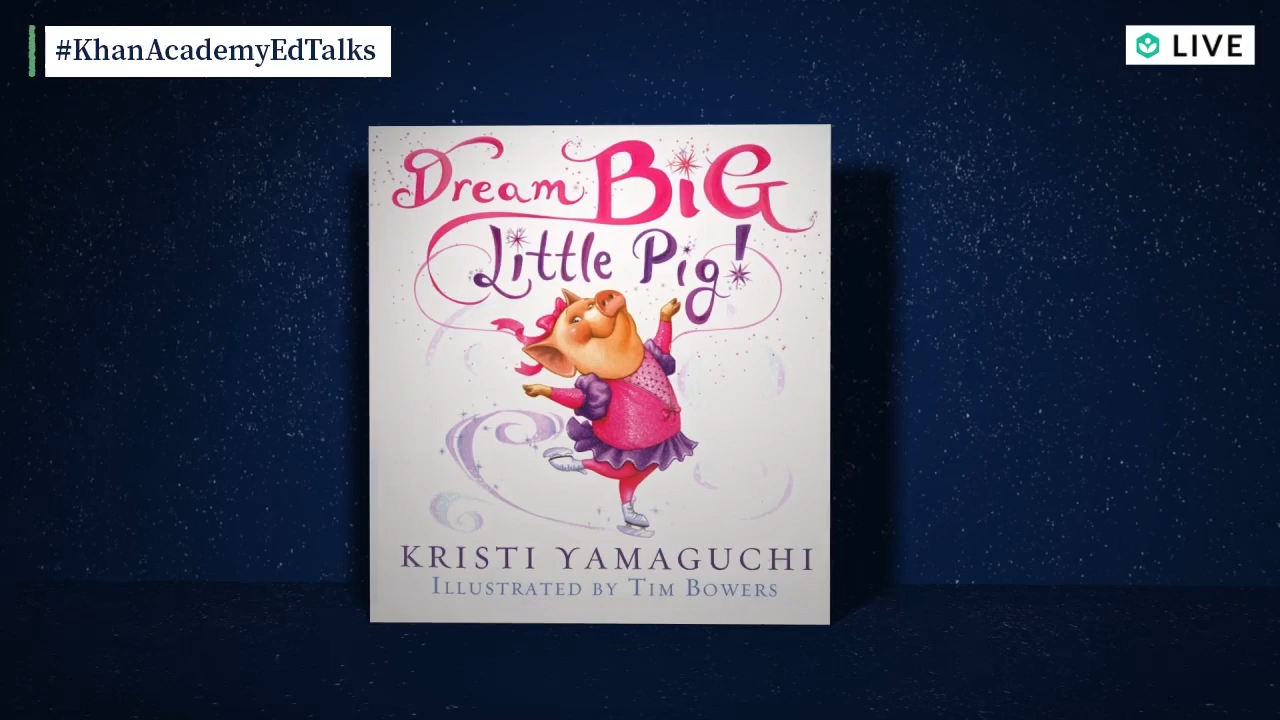 #KhanAcademyEdTalks
LIVE
Dream BiG
Little Pig!
KRISTI YAMAGUCHI
ILLUSTRATED BY TIM BOWERS